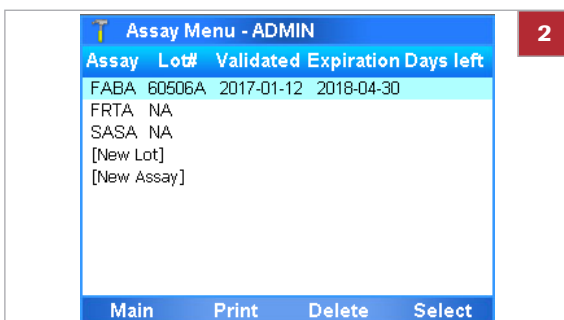 Assay Menu - ADMIN
2
Assay Lot# Validated Expiration Days left
FABA 60506A 2017-01-12 2018-04-30
FRTA NA
SASA NA
[New Lot]
[New Assay]
Main Print Delete Select